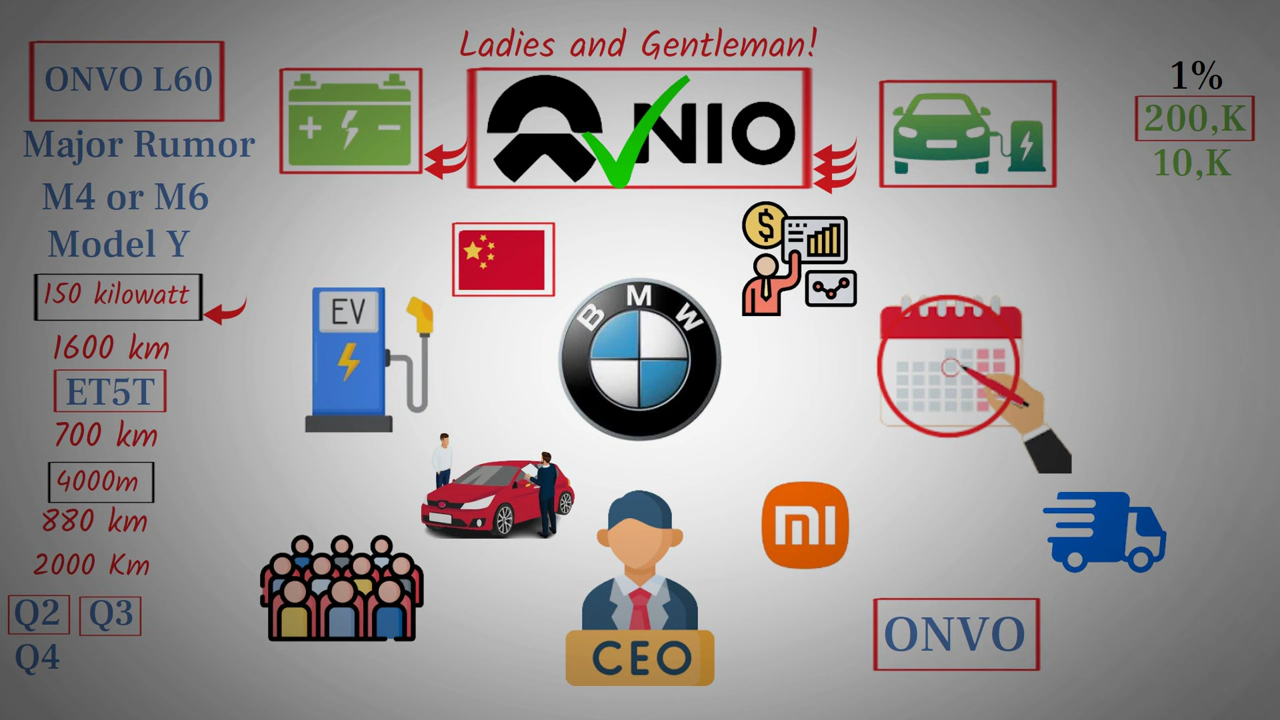 Ladies and Gentleman!
ONVO L60
Major Rumor
M4 or M6
Model Y
150 kilowatt
1600 km
ET5T
700 km
4000m
880 km
2000 Km
Q2 Q3
Q4
+ -
NIO
1%
200,K
10,K
$
EV
BMW
mi
CEO
ONVO